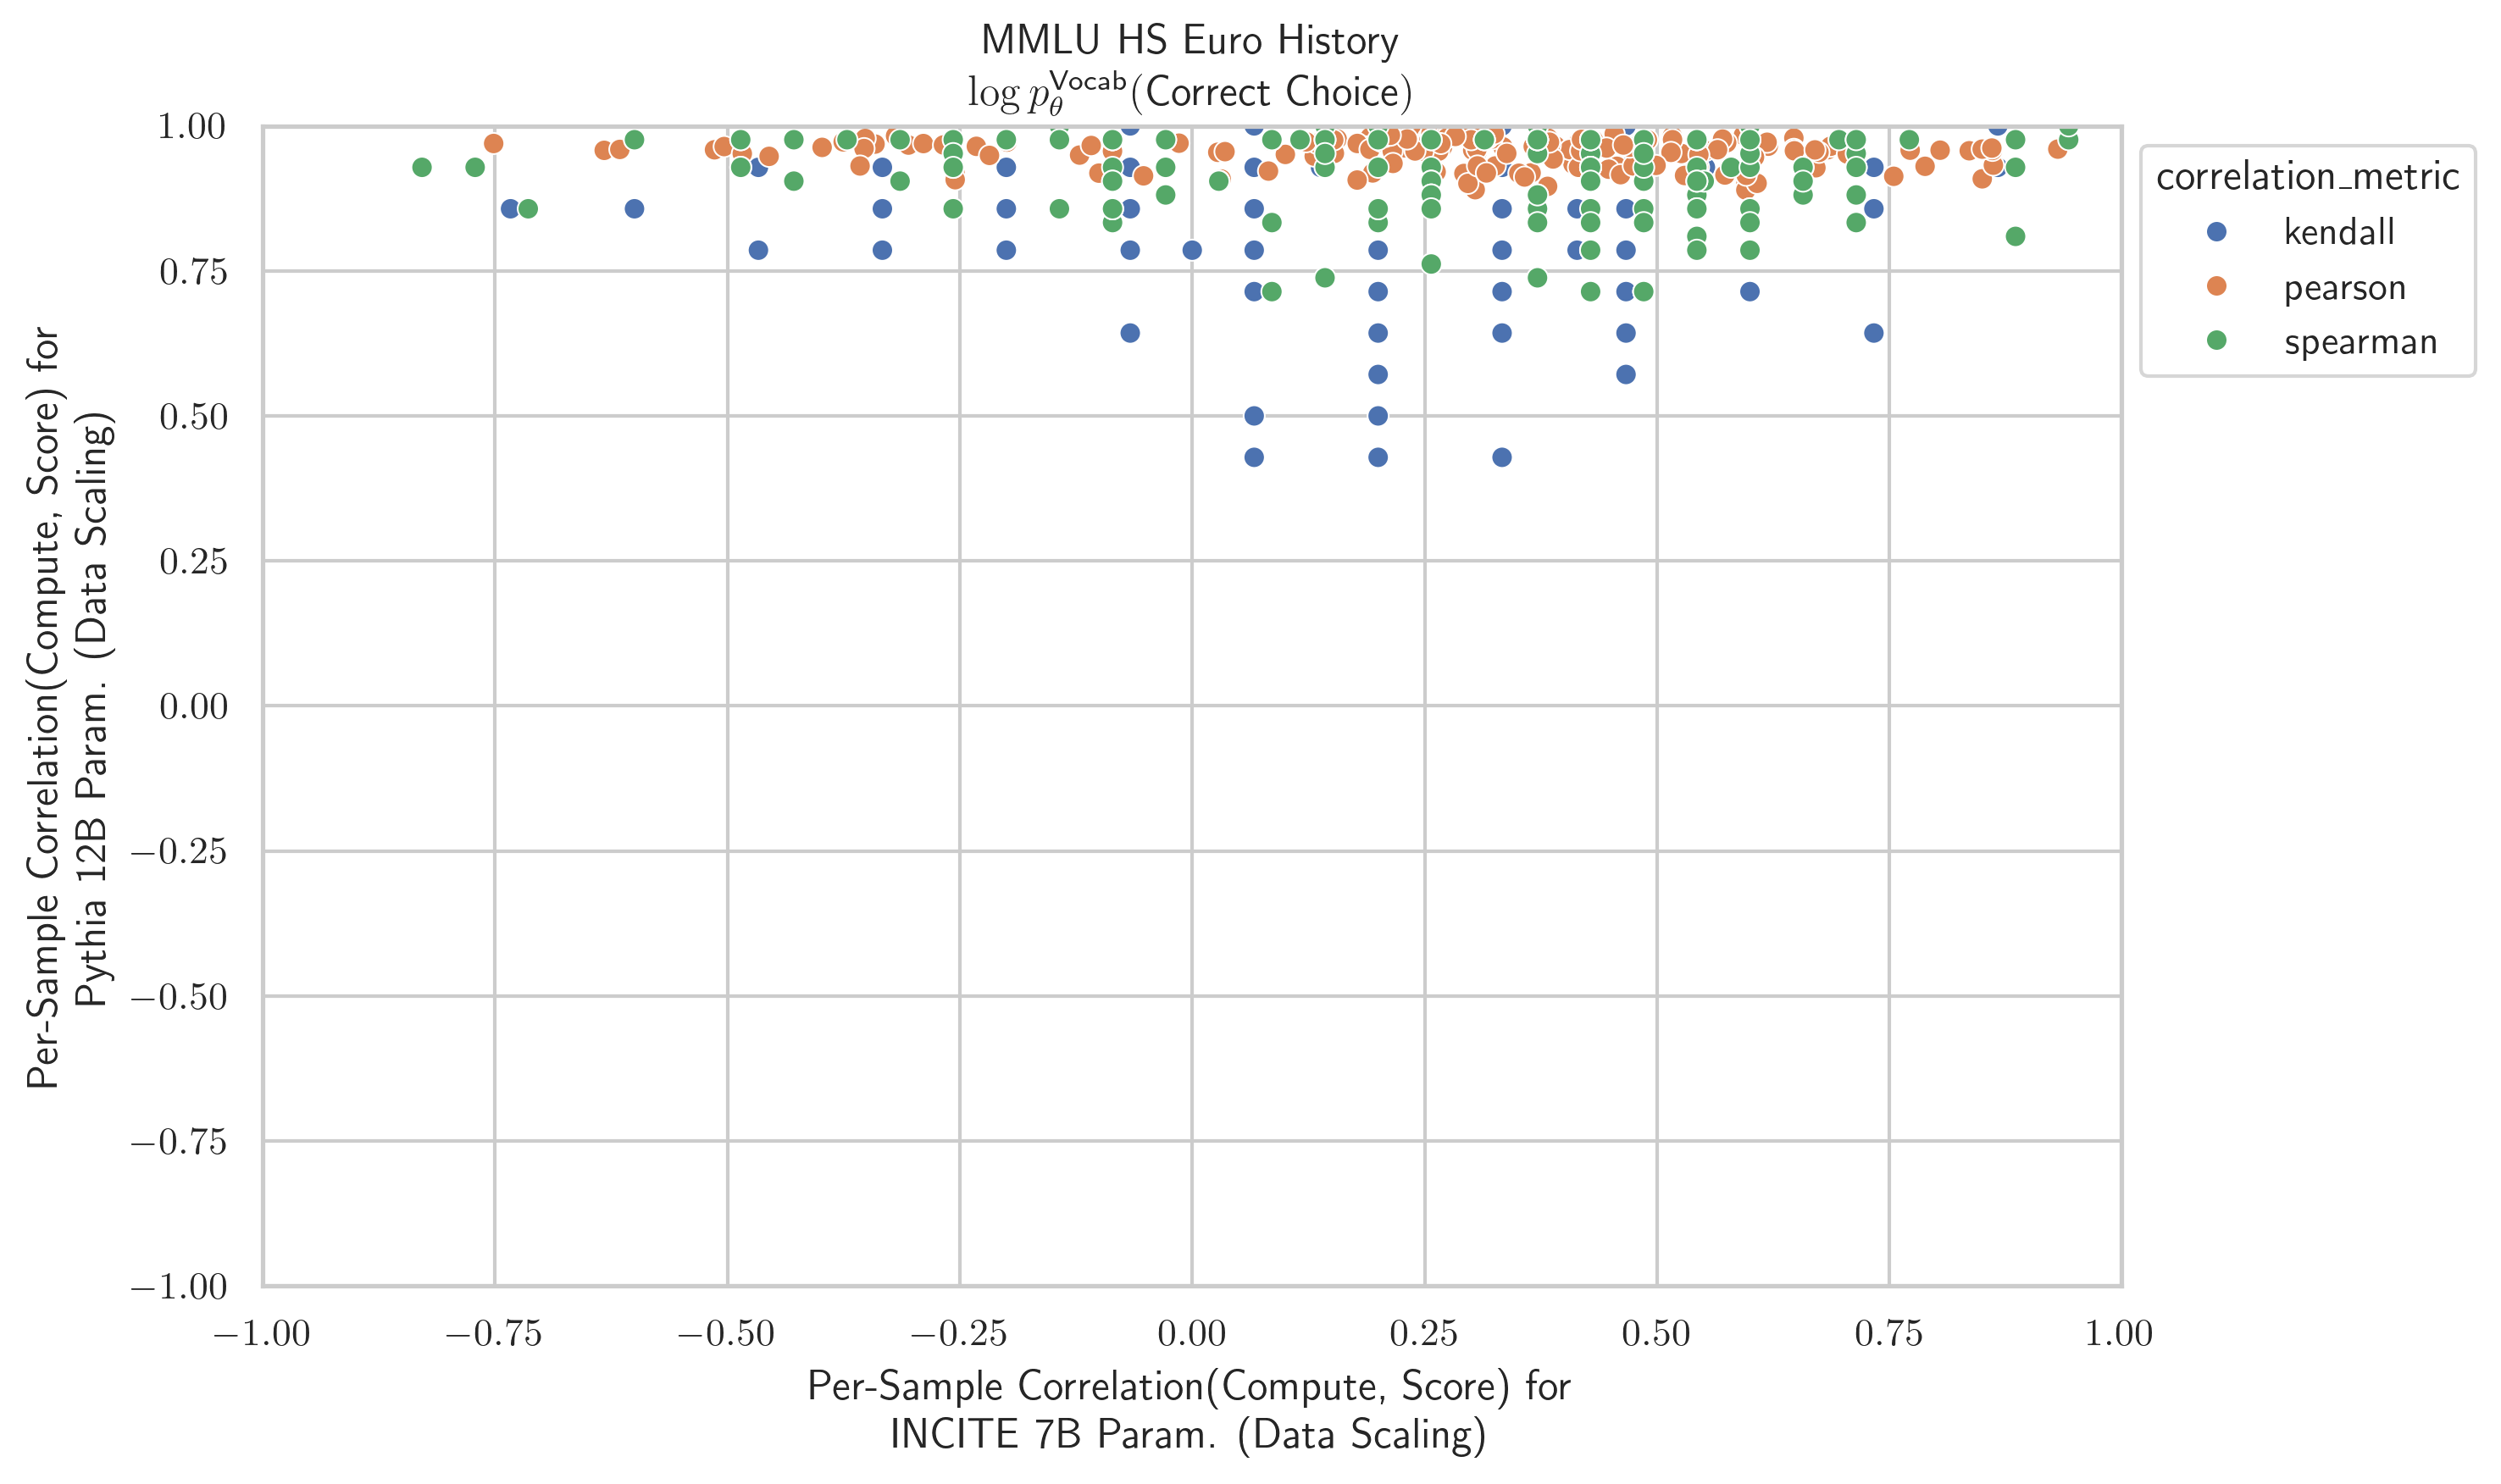 MMLU HS Euro History
log p_θ^Vocab(Correct Choice)
Per-Sample Correlation(Compute, Score) for
Pythia 12B Param. (Data Scaling)
1.00
0.75
0.50
0.25
0.00
−0.25
−0.50
−0.75
−1.00
−1.00 −0.75 −0.50 −0.25 0.00 0.25 0.50 0.75 1.00
Per-Sample Correlation(Compute, Score) for
INCITE 7B Param. (Data Scaling)
correlation_metric
kendall
pearson
spearman